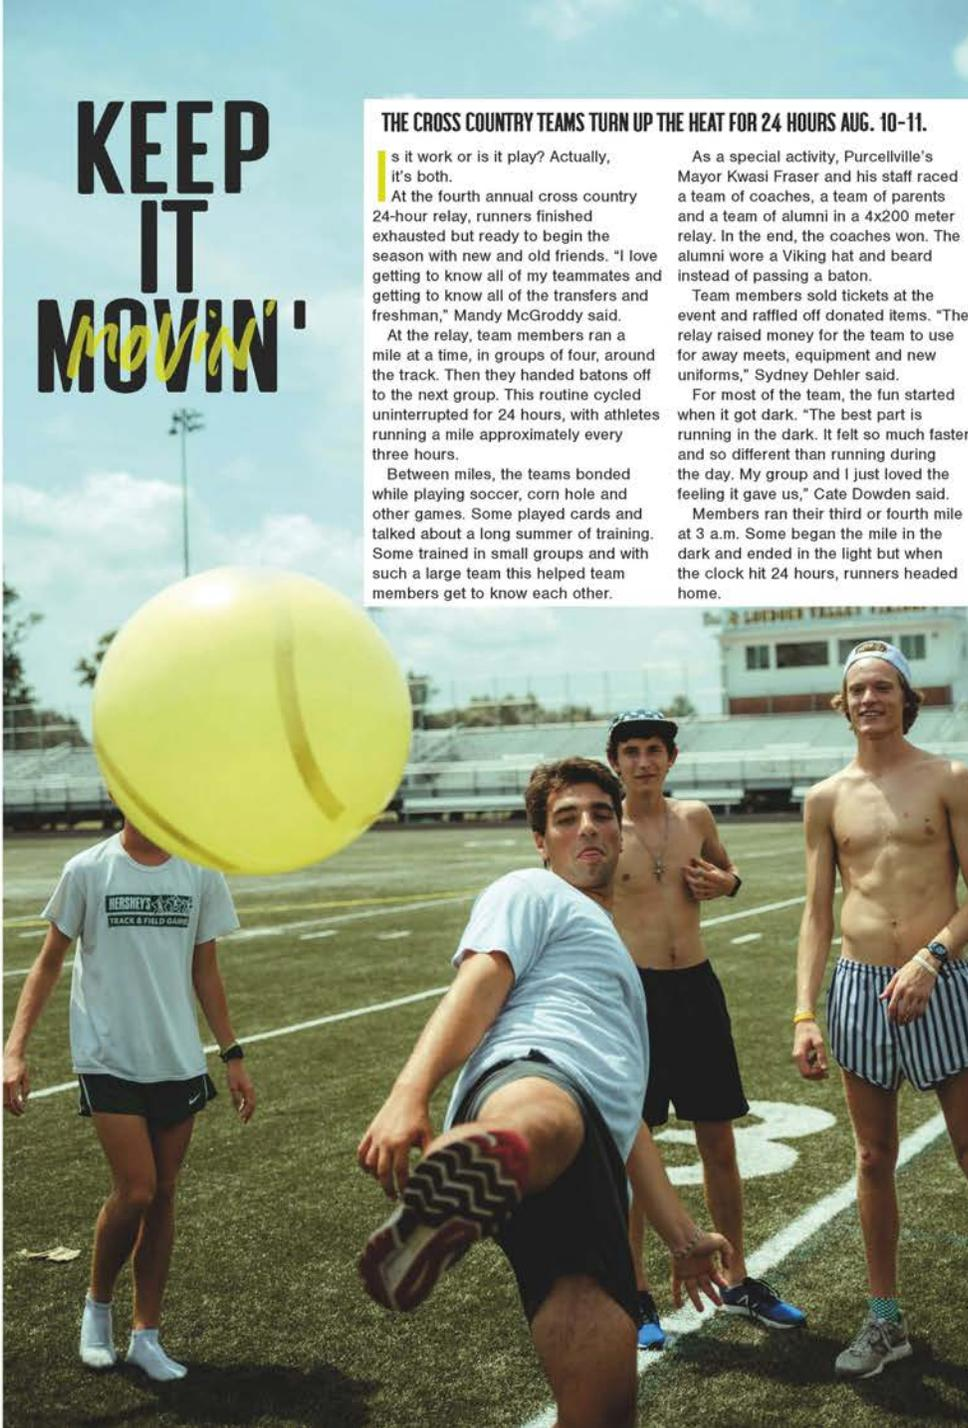 KEEP
IT
MOVIN'
MOVIN'
THE CROSS COUNTRY TEAMS TURN UP THE HEAT FOR 24 HOURS AUG. 10-11.
Is it work or is it play? Actually,
it's both.
At the fourth annual cross country
24-hour relay, runners finished
exhausted but ready to begin the
season with new and old friends. “I love
getting to know all of my teammates and
getting to know all of the transfers and
freshman,” Mandy McGroddy said.
At the relay, team members ran a
mile at a time, in groups of four, around
the track. Then they handed batons off
to the next group. This routine cycled
uninterrupted for 24 hours, with athletes
running a mile approximately every
three hours.
Between miles, the teams bonded
while playing soccer, corn hole and
other games. Some played cards and
talked about a long summer of training.
Some trained in small groups and with
such a large team this helped team
members get to know each other.
As a special activity, Purcellville's
Mayor Kwasi Fraser and his staff raced
a team of coaches, a team of parents
and a team of alumni in a 4x200 meter
relay. In the end, the coaches won. The
alumni wore a Viking hat and beard
instead of passing a baton.
Team members sold tickets at the
event and raffled off donated items. “The
relay raised money for the team to use
for away meets, equipment and new
uniforms,” Sydney Dehler said.
For most of the team, the fun started
when it got dark. “The best part is
running in the dark. It felt so much faster
and so different than running during
the day. My group and I just loved the
feeling it gave us,” Cate Dowden said.
Members ran their third or fourth mile
at 3 a.m. Some began the mile in the
dark and ended in the light but when
the clock hit 24 hours, runners headed
home.
LOUDOUN VALLEY
HERSHEY'S
TRACK & FIELD GAMES
3